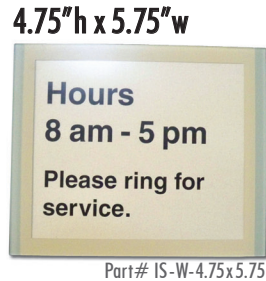 4.75"h x 5.75"w
Hours
8 am - 5 pm
Please ring for
service.
Part# IS-W-4.75x5.75